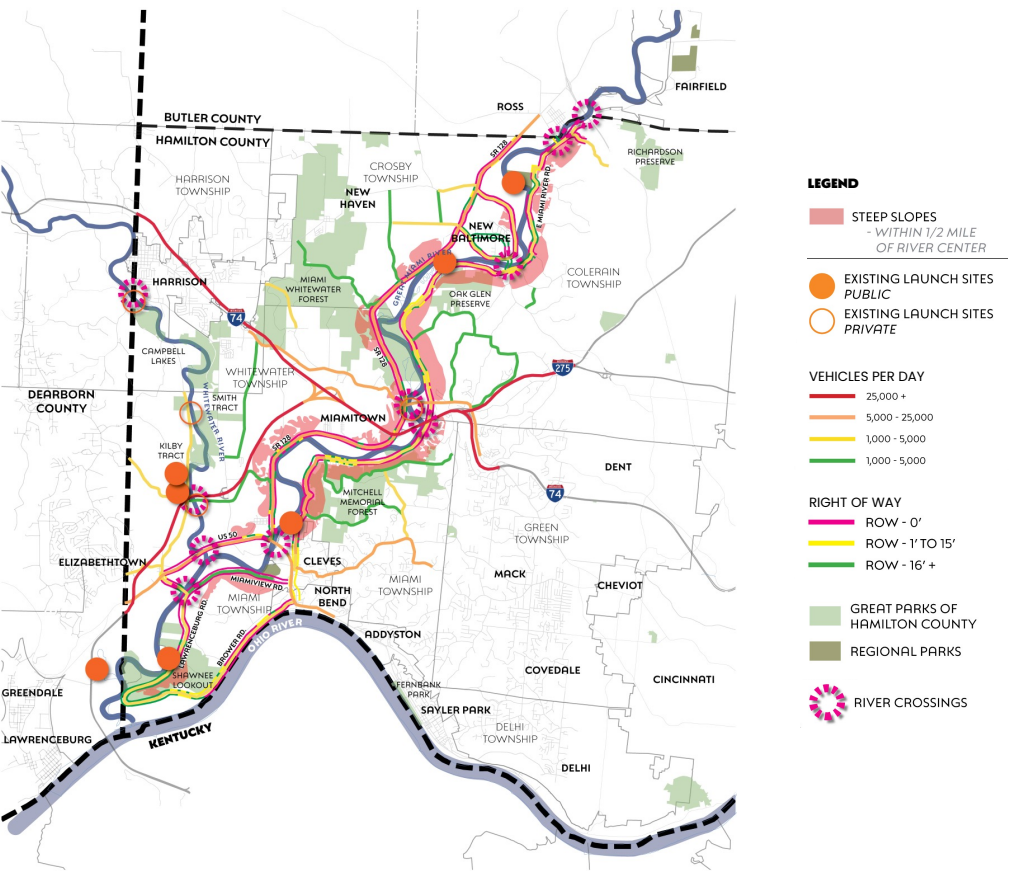 FAIRFIELD
ROSS
BUTLER COUNTY
HAMILTON COUNTY
SR 128
RICHARDSON
PRESERVE
CROSBY
TOWNSHIP
HARRISON
TOWNSHIP
NEW
HAVEN
E MIAMI RIVER RD.
NEW
BALTIMORE
GREAT MIAMI RIVER
COLERAIN
TOWNSHIP
HARRISON
MIAMI
WHITEWATER
FOREST
OAK GLEN
PRESERVE
74
SR 128
CAMPBELL
LAKES
275
WHITEWATER
TOWNSHIP
DEARBORN
COUNTY
SMITH
TRACT
WHITEWATER RIVER
MIAMITOWN
SR 128
KILBY
TRACT
DENT
MITCHELL
MEMORIAL
FOREST
74
GREEN
TOWNSHIP
US 50
ELIZABETHTOWN
CLEVES
MACK
MIAMIVIEW RD.
MIAMI
TOWNSHIP
CHEVIOT
MIAMI
TOWNSHIP
NORTH
BEND
LAWRENCEBURG RD.
BROWER RD.
OHIO RIVER
ADDYSTON
COVEDALE
CINCINNATI
SHAWNEE
LOOKOUT
GREENDALE
FERNBANK
PARK
SAYLER PARK
KENTUCKY
LAWRENCEBURG
DELHI
TOWNSHIP
DELHI
LEGEND
STEEP SLOPES
- WITHIN 1/2 MILE
OF RIVER CENTER
EXISTING LAUNCH SITES
PUBLIC
EXISTING LAUNCH SITES
PRIVATE
VEHICLES PER DAY
25,000 +
5,000 - 25,000
1,000 - 5,000
1,000 - 5,000
RIGHT OF WAY
ROW - 0'
ROW - 1' TO 15'
ROW - 16' +
GREAT PARKS OF
HAMILTON COUNTY
REGIONAL PARKS
RIVER CROSSINGS